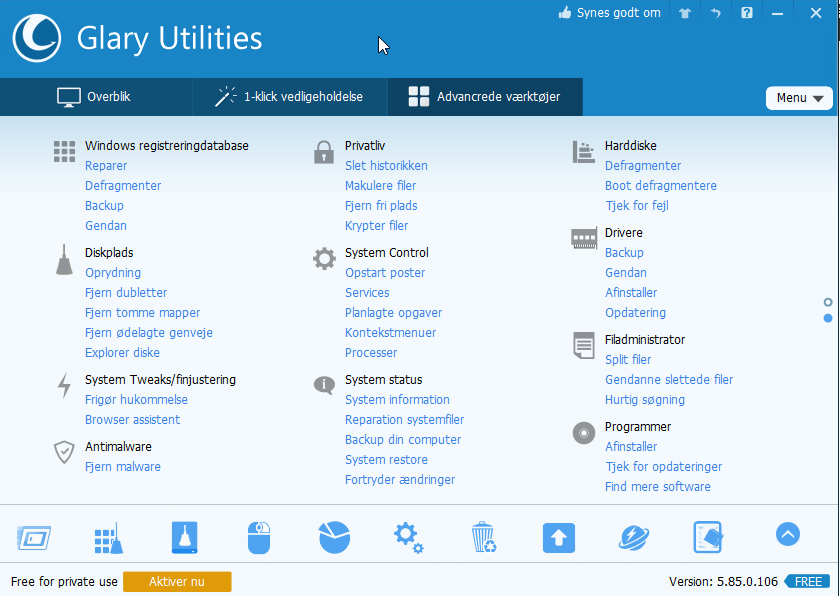 Synes godt om
Glary Utilities
Overblik
1-klick vedligeholdelse
Advancrede værktøjer
Menu
Windows registreringdatabase
Reparer
Defragmenter
Backup
Gendan
Diskplads
Oprydning
Fjern dubletter
Fjern tomme mapper
Fjern ødelagte genveje
Explorer diske
System Tweaks/finjustering
Frigør hukommelse
Browser assistent
Antimalware
Fjern malware
Privatliv
Slet historikken
Makulere filer
Fjern fri plads
Krypter filer
System Control
Opstart poster
Services
Planlagte opgaver
Kontekstmenuer
Processer
System status
System information
Reparation systemfiler
Backup din computer
System restore
Fortryder ændringer
Harddiske
Defragmenter
Boot defragmentere
Tjek for fejl
Drivere
Backup
Gendan
Afinstaller
Opdatering
Filadministrator
Split filer
Gendanne slettede filer
Hurtig søgning
Programmer
Afinstaller
Tjek for opdateringer
Find mere software
Free for private use
Aktiver nu
Version: 5.85.0.106
FREE